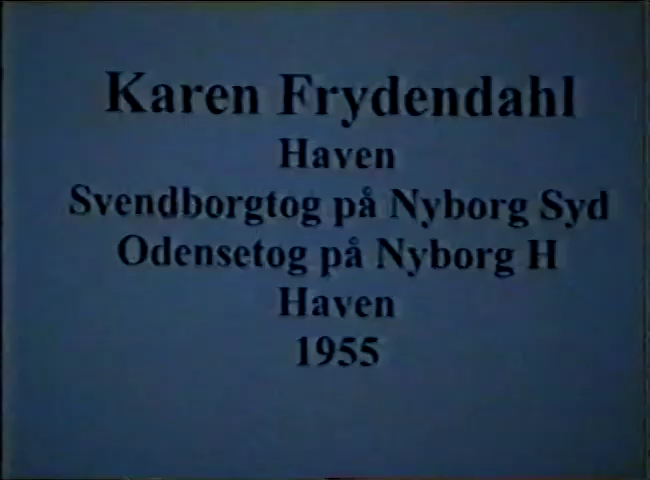 Karen Frydendahl
Haven
Svendborgtog på Nyborg Syd
Odensetog på Nyborg H
Haven
1955